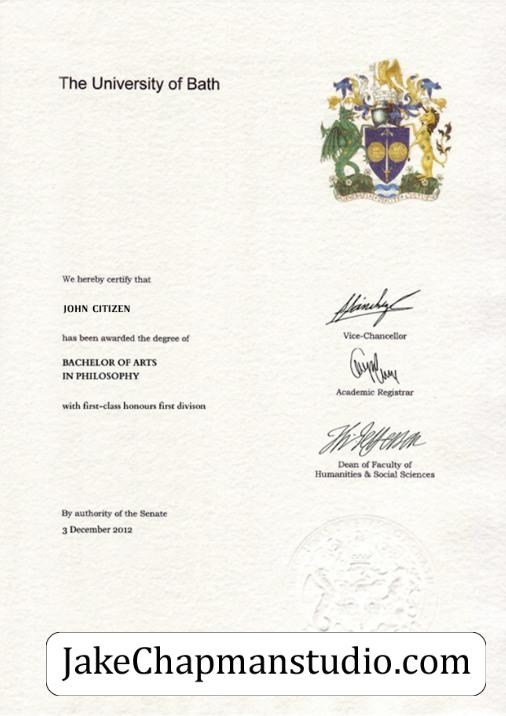 The University of Bath
We hereby certify that
JOHN CITIZEN
has been awarded the degree of
BACHELOR OF ARTS
IN PHILOSOPHY
with first-class honours first divison
Vice-Chancellor
Academic Registrar
Dean of Faculty of
Humanities & Social Sciences
By authority of the Senate
3 December 2012
JakeChapmanstudio.com